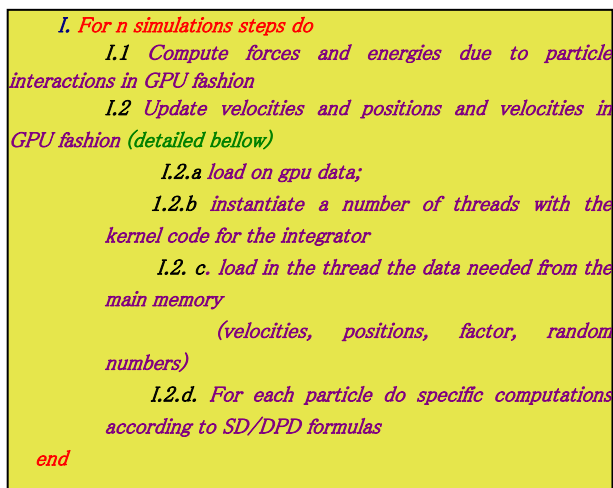 I. For n simulations steps do
I.1 Compute forces and energies due to particle
interactions in GPU fashion
I.2 Update velocities and positions and velocities in
GPU fashion (detailed bellow)
I.2.a load on gpu data;
1.2.b instantiate a number of threads with the
kernel code for the integrator
I.2. c. load in the thread the data needed from the
main memory
(velocities, positions, factor, random
numbers)
I.2.d. For each particle do specific computations
according to SD/DPD formulas
end